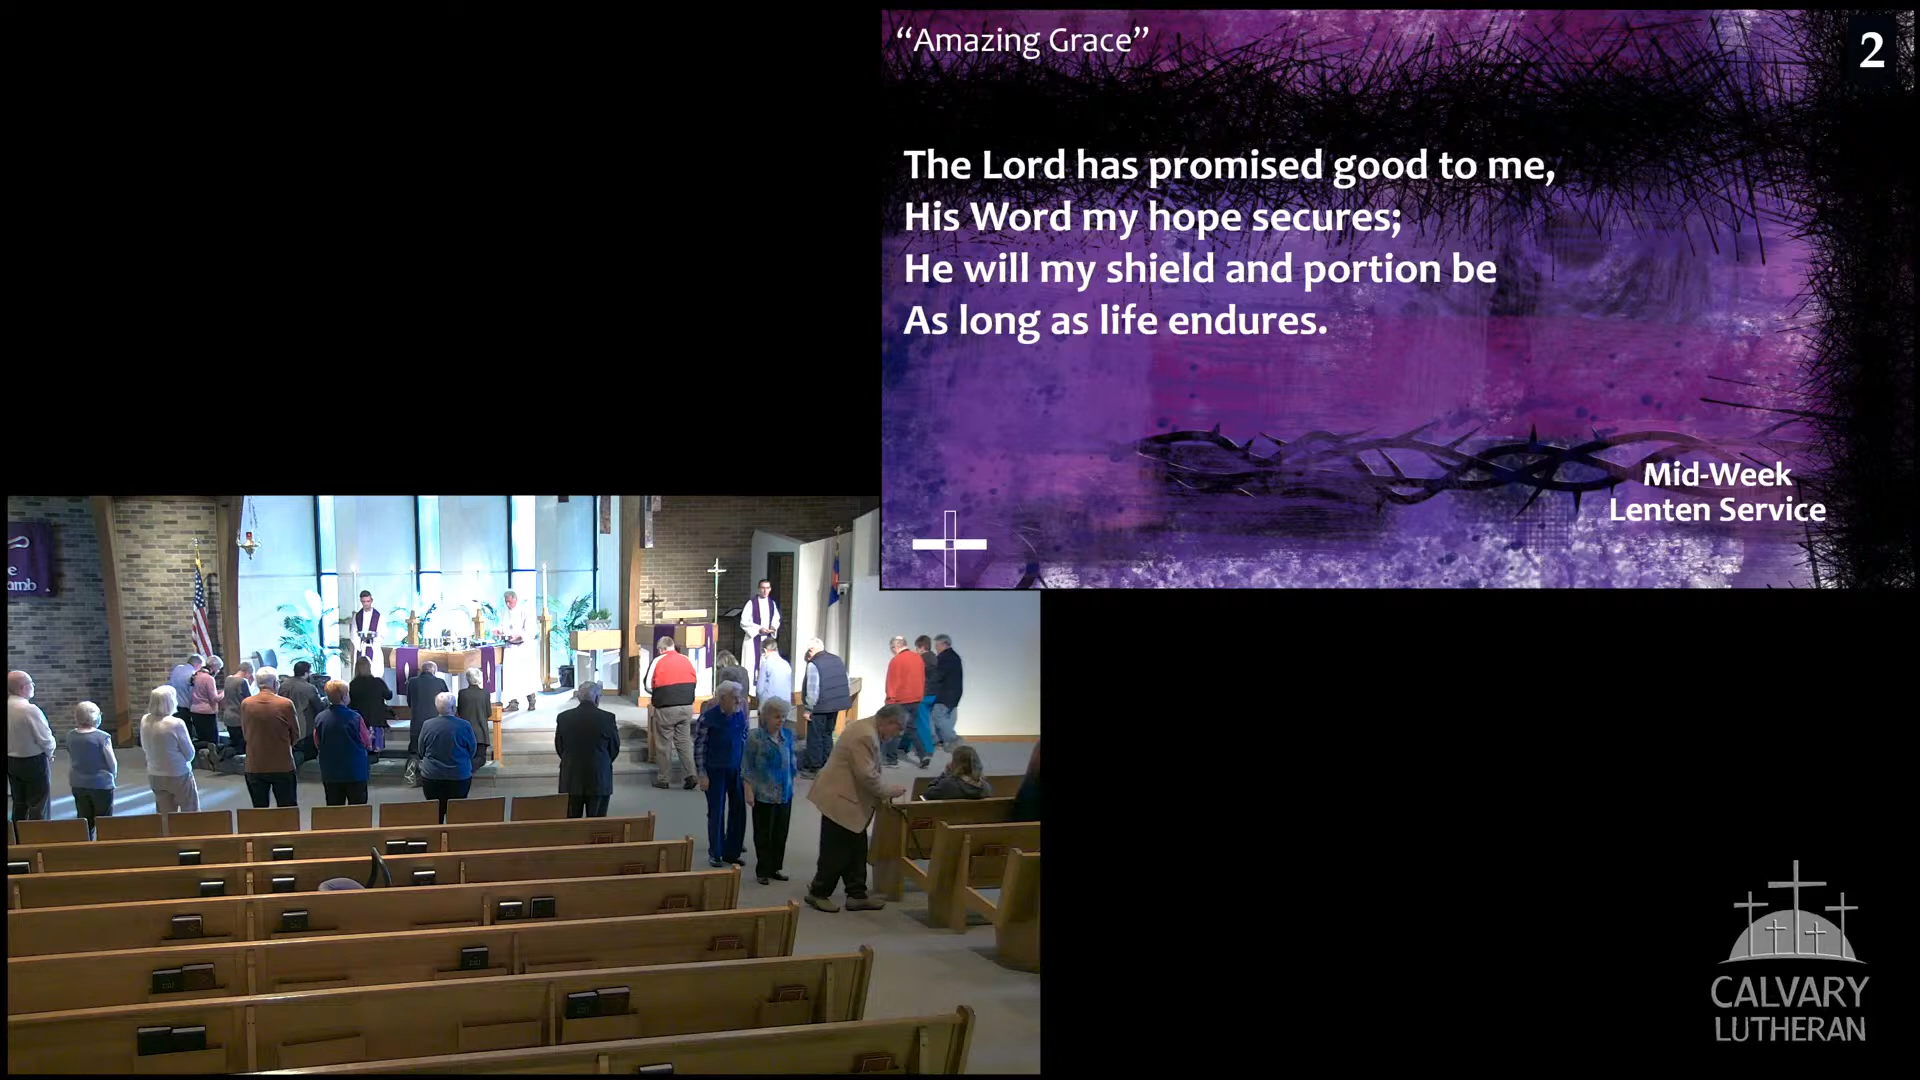 “Amazing Grace”
2
The Lord has promised good to me,
His Word my hope secures;
He will my shield and portion be
As long as life endures.
Mid-Week
Lenten Service
CALVARY
LUTHERAN